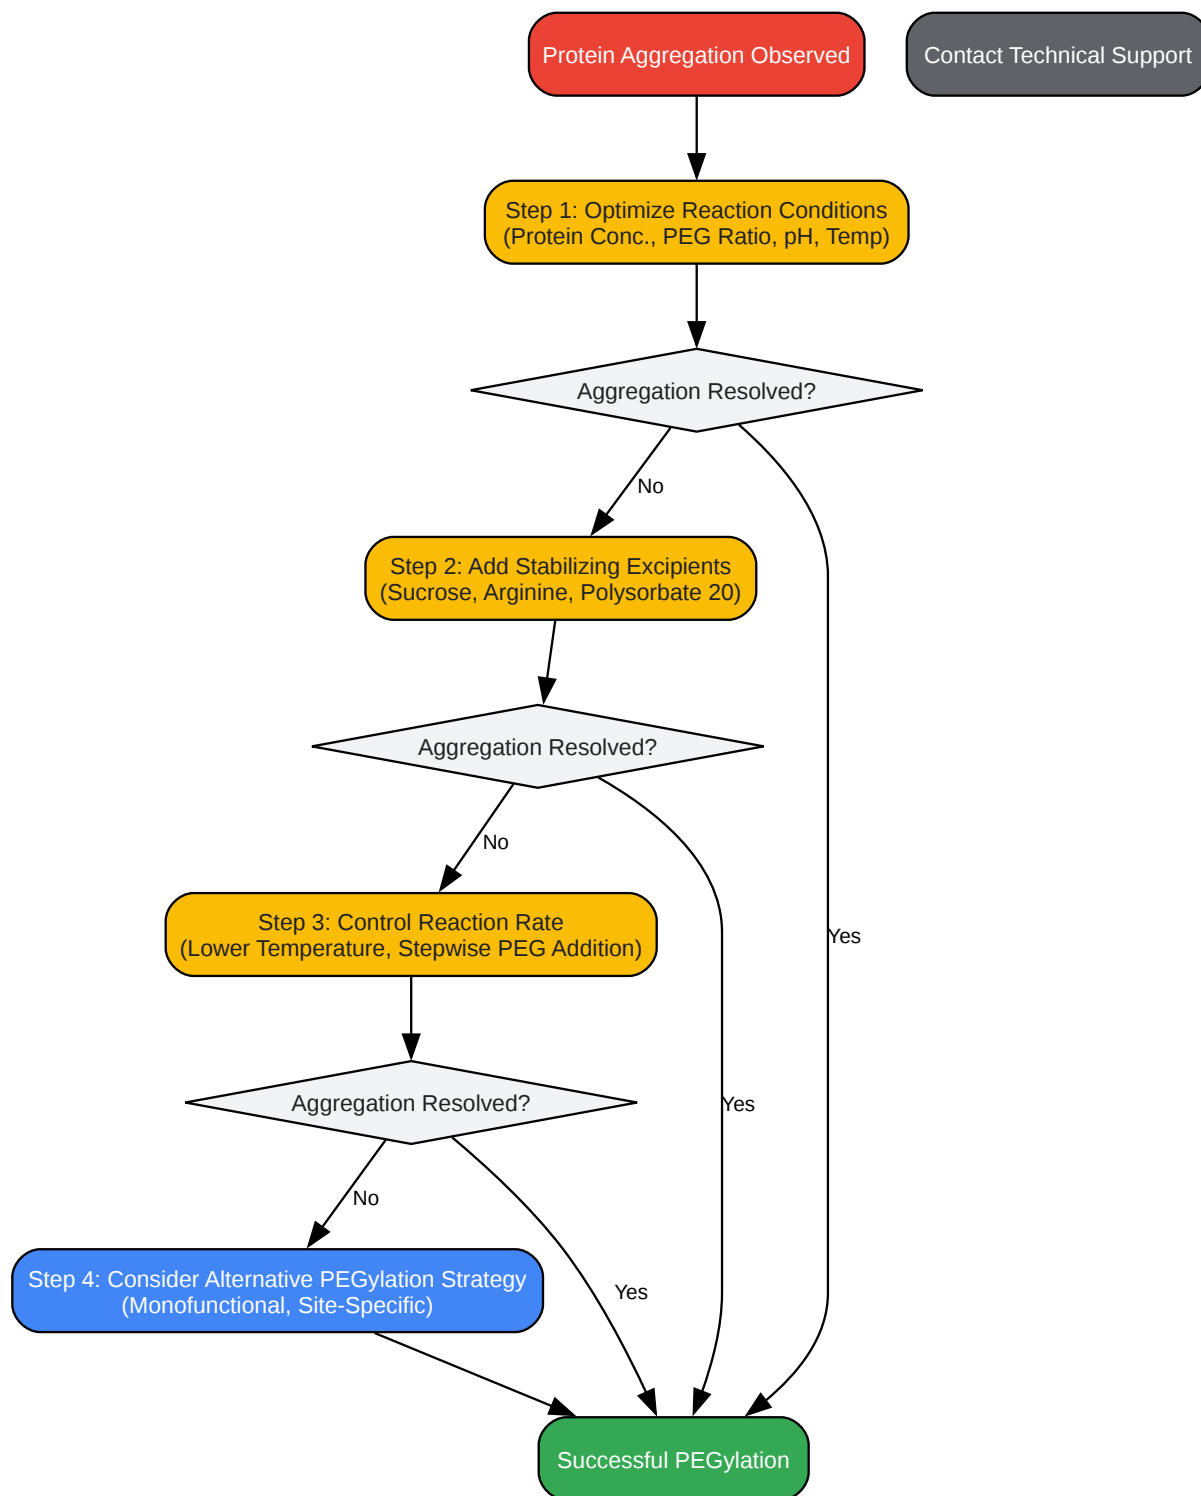 Protein Aggregation Observed
Contact Technical Support
Step 1: Optimize Reaction Conditions
(Protein Conc., PEG Ratio, pH, Temp)
Aggregation Resolved?
No
Step 2: Add Stabilizing Excipients
(Sucrose, Arginine, Polysorbate 20)
Aggregation Resolved?
No
Step 3: Control Reaction Rate
(Lower Temperature, Stepwise PEG Addition)
Yes
Aggregation Resolved?
Yes
No
Step 4: Consider Alternative PEGylation Strategy
(Monofunctional, Site-Specific)
Yes
Successful PEGylation